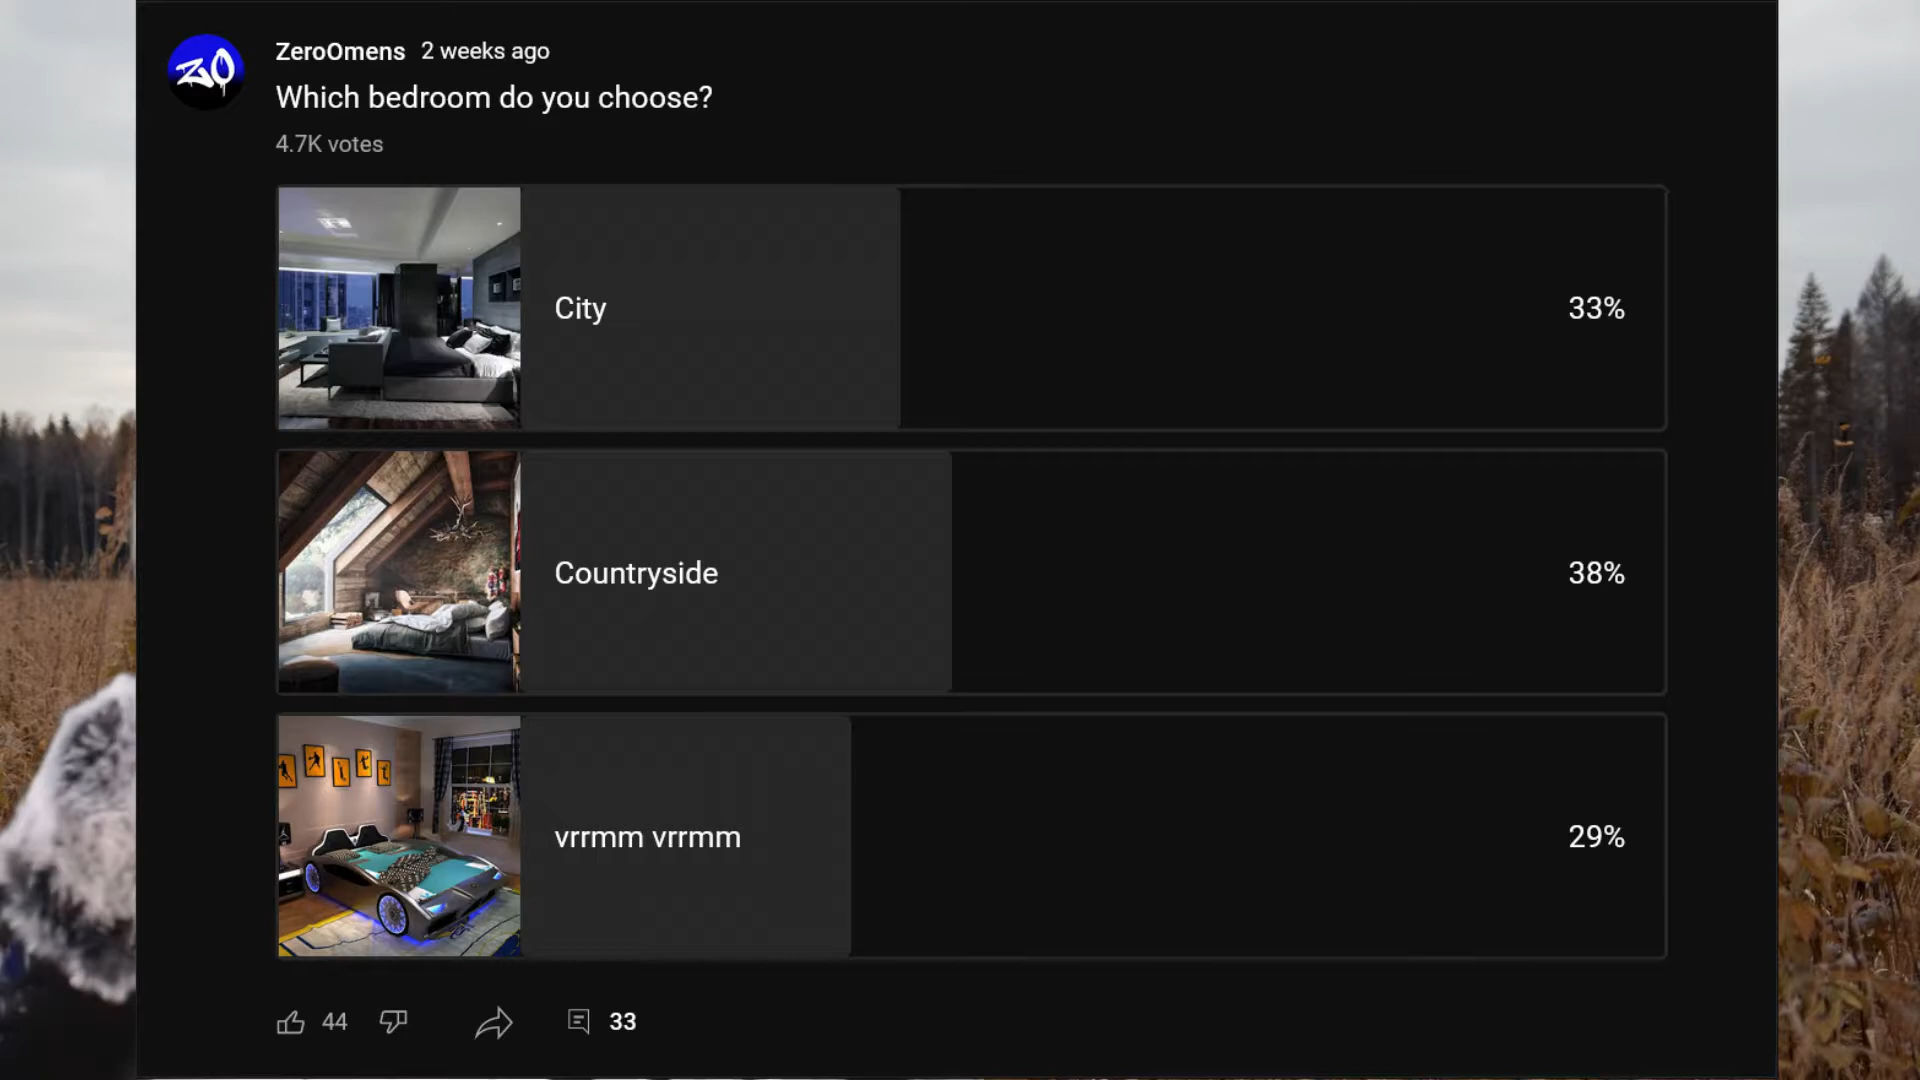 zO
ZeroOmens 2 weeks ago
Which bedroom do you choose?
4.7K votes
City 33%
Countryside 38%
vrrmm vrrmm 29%
44 33